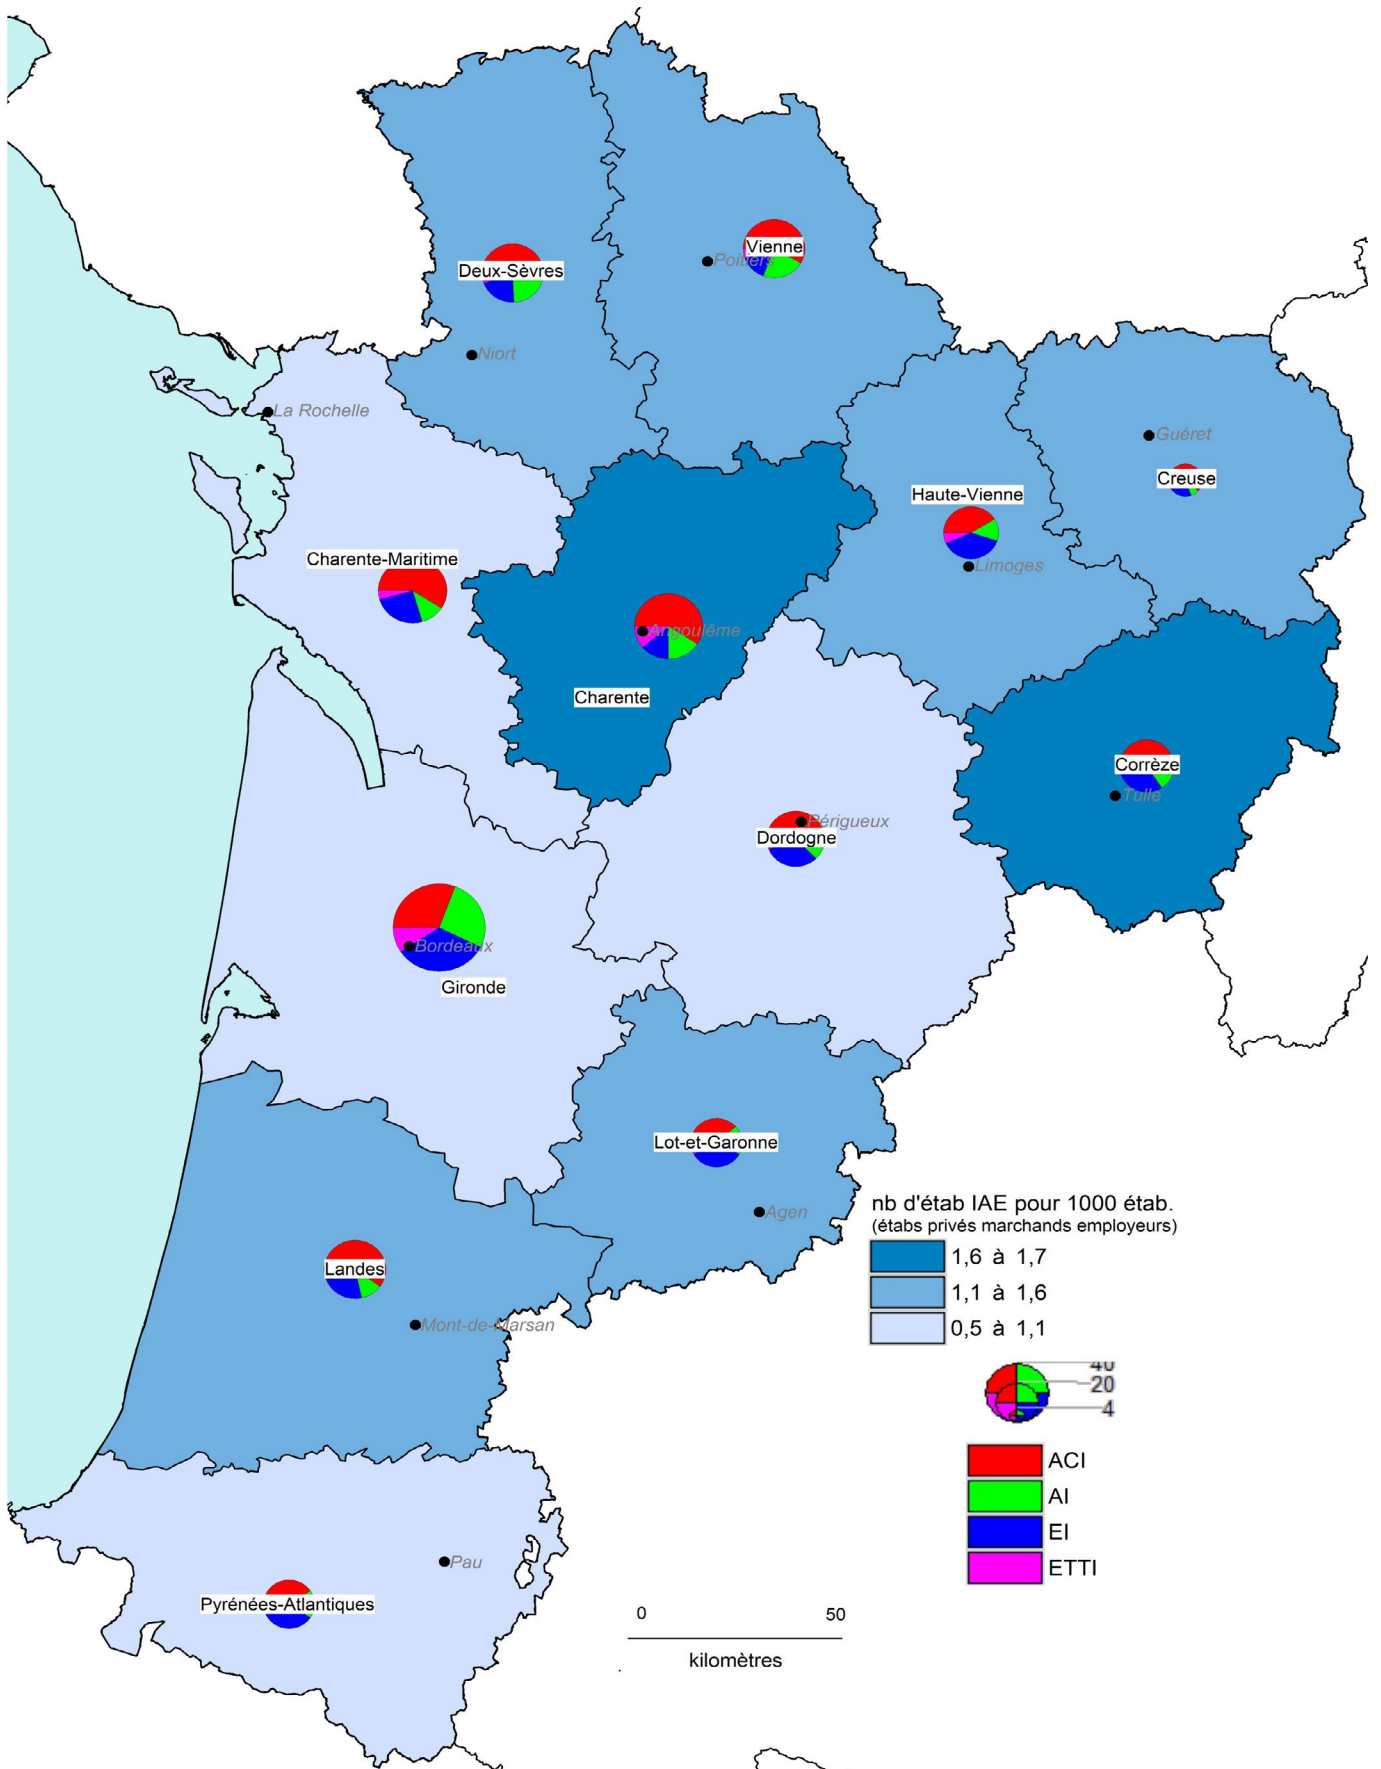 Vienne
Poitiers
Deux-Sèvres
Niort
La Rochelle
Guéret
Creuse
Haute-Vienne
Limoges
Charente-Maritime
Angoulême
Charente
Corrèze
Tulle
Périgueux
Dordogne
Bordeaux
Gironde
Lot-et-Garonne
Agen
Landes
Mont-de-Marsan
Pau
Pyrénées-Atlantiques
nb d'étab IAE pour 1000 étab.
(étabs privés marchands employeurs)
1,6 à 1,7
1,1 à 1,6
0,5 à 1,1
40
20
4
ACI
AI
EI
ETTI
0 50
kilomètres